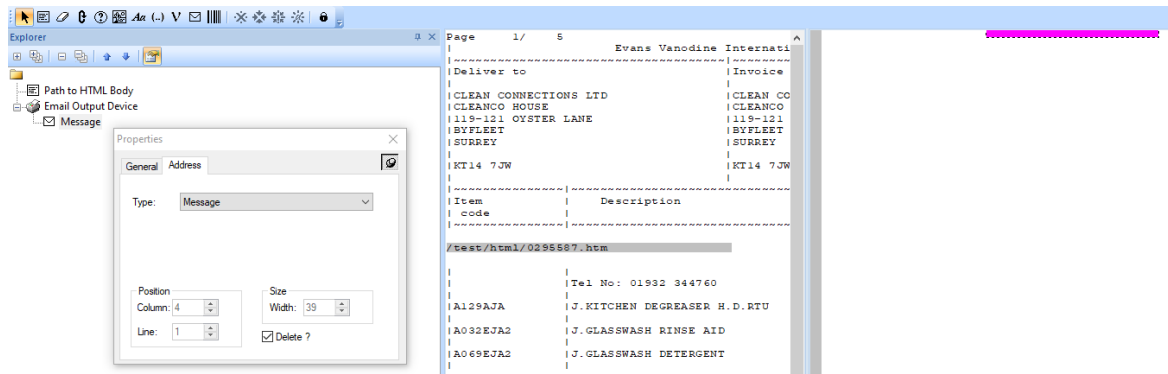 Aa (..) V
Explorer
Path to HTML Body
Email Output Device
Message
Properties
General Address
Type: Message
Position
Column: 4
Line: 1
Size
Width: 39
Delete ?
Page 1/ 5
Evans Vanodine Internati
|~~~~~~~~~~~~~~~~~~~~~~~~~~~~~~~~~~~|~~~~~~~~
|Deliver to |Invoice
|CLEAN CONNECTIONS LTD |CLEAN CO
|CLEANCO HOUSE |CLEANCO
|119-121 OYSTER LANE |119-121
|BYFLEET |BYFLEET
|SURREY |SURREY
|KT14 7JW |KT14 7JW
|~~~~~~~~~~~~~~~|~~~~~~~~~~~~~~~~~~~~~~~~~~~~
|Item | Description
| code |
|~~~~~~~~~~~~~~~|~~~~~~~~~~~~~~~~~~~~~~~~~~~~
/test/html/0295587.htm
|Tel No: 01932 344760
|A129AJA |J.KITCHEN DEGREASER H.D.RTU
|A032EJA2 |J.GLASSWASH RINSE AID
|A069EJA2 |J.GLASSWASH DETERGENT